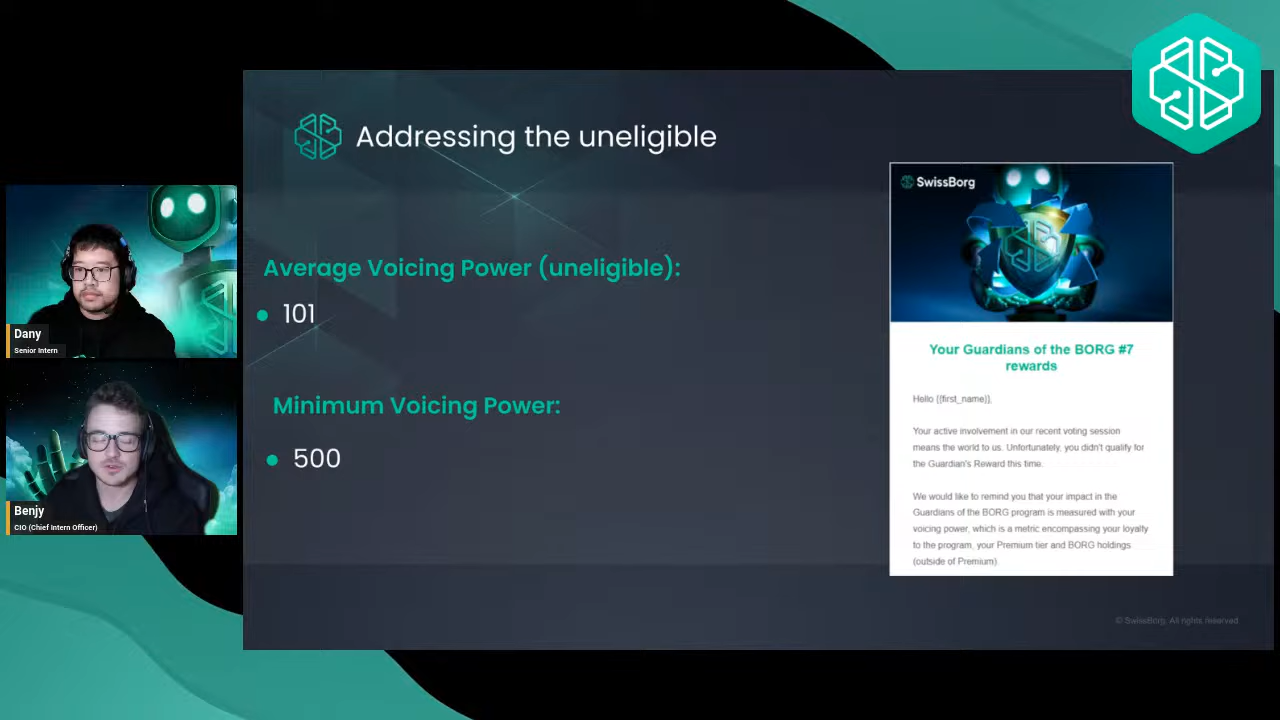 Addressing the uneligible
Average Voicing Power (uneligible):
101
Minimum Voicing Power:
500
SwissBorg
Your Guardians of the BORG #7
rewards
Hello {{first_name}},
Your active involvement in our recent voting session
means the world to us. Unfortunately, you didn't qualify for
the Guardian's Reward this time.
We would like to remind you that your impact in the
Guardians of the BORG program is measured with your
voicing power, which is a metric encompassing your loyalty
to the program, your Premium tier and BORG holdings
(outside of Premium).
Dany
Senior Intern
Benjy
CIO (Chief Intern Officer)
© SwissBorg. All rights reserved